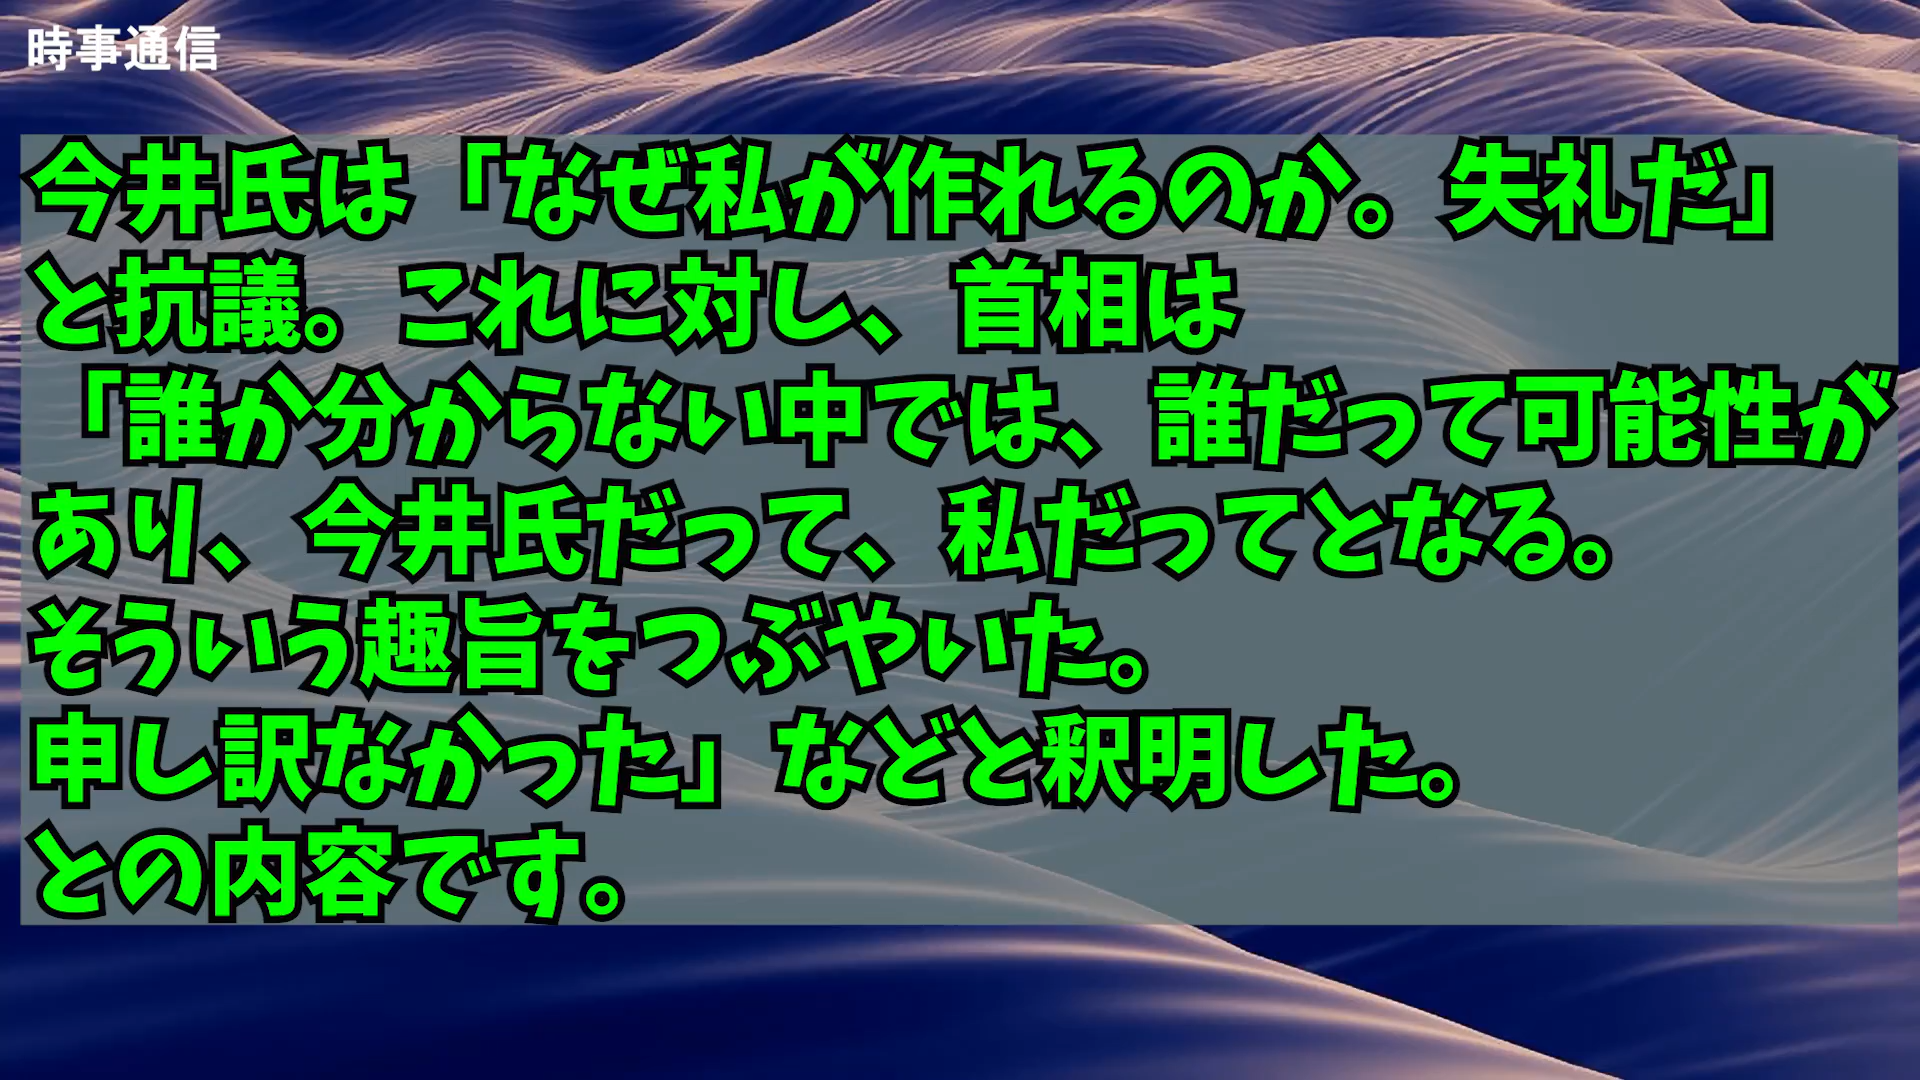 時事通信
今井氏は「なぜ私が作れるのか。失礼だ」
と抗議。これに対し、首相は
「誰か分からない中では、誰だって可能性が
あり、今井氏だって、私だってとなる。
そういう趣旨をつぶやいた。
申し訳なかった」などと釈明した。
との内容です。